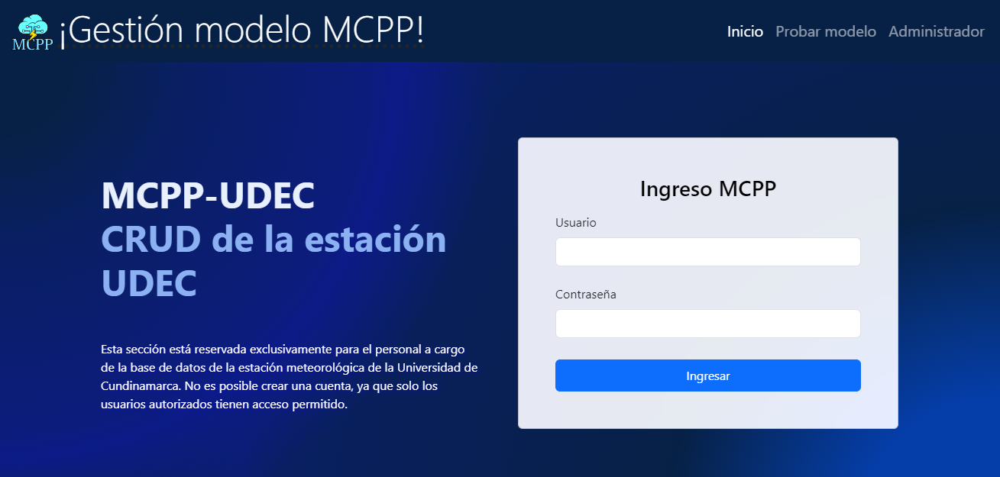 MCPP
¡Gestión modelo MCPP!
Inicio
Probar modelo
Administrador
MCPP-UDEC
CRUD de la estación
UDEC
Esta sección está reservada exclusivamente para el personal a cargo
de la base de datos de la estación meteorológica de la Universidad de
Cundinamarca. No es posible crear una cuenta, ya que solo los
usuarios autorizados tienen acceso permitido.
Ingreso MCPP
Usuario
Contraseña
Ingresar